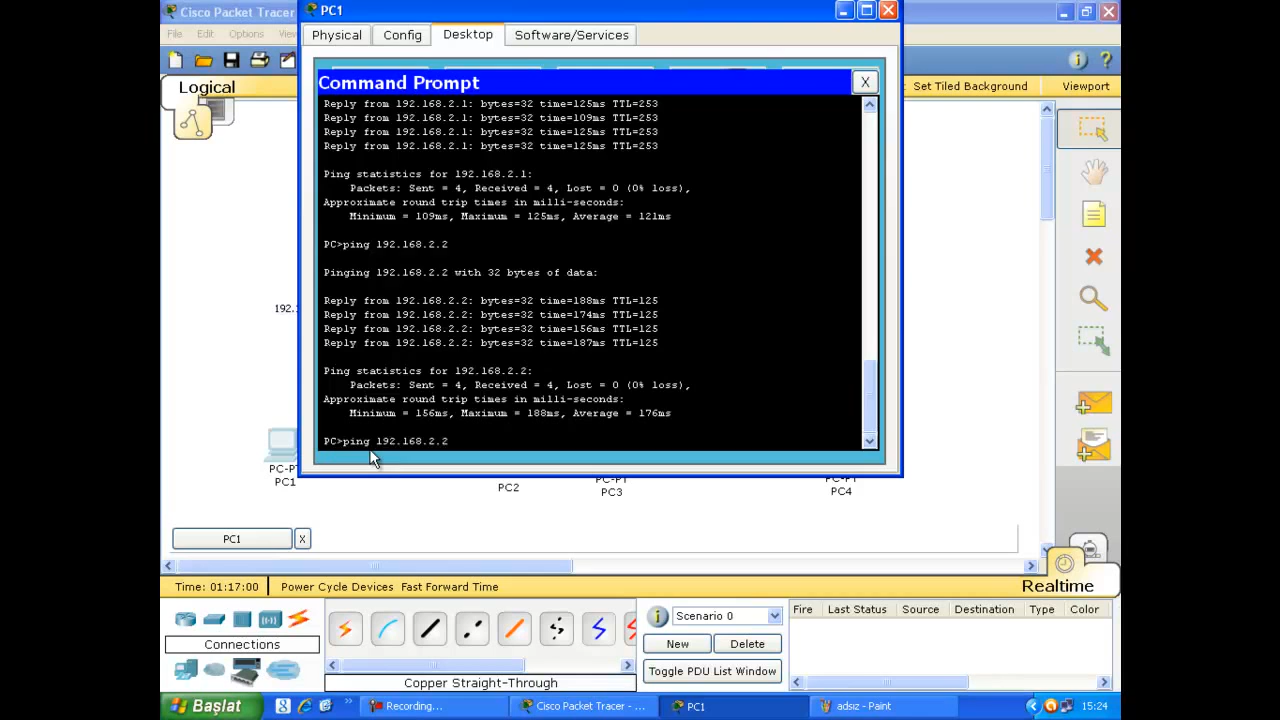 Cisco Packet Tracer
PC1
File Edit Options
Physical Config Desktop Software/Services
Logical
Set Tiled Background Viewport
Command Prompt X
Reply from 192.168.2.1: bytes=32 time=125ms TTL=253
Reply from 192.168.2.1: bytes=32 time=109ms TTL=253
Reply from 192.168.2.1: bytes=32 time=125ms TTL=253
Reply from 192.168.2.1: bytes=32 time=125ms TTL=253
Ping statistics for 192.168.2.1:
Packets: Sent = 4, Received = 4, Lost = 0 (0% loss),
Approximate round trip times in milli-seconds:
Minimum = 109ms, Maximum = 125ms, Average = 121ms
PC>ping 192.168.2.2
Pinging 192.168.2.2 with 32 bytes of data:
Reply from 192.168.2.2: bytes=32 time=188ms TTL=125
Reply from 192.168.2.2: bytes=32 time=174ms TTL=125
Reply from 192.168.2.2: bytes=32 time=156ms TTL=125
Reply from 192.168.2.2: bytes=32 time=187ms TTL=125
Ping statistics for 192.168.2.2:
Packets: Sent = 4, Received = 4, Lost = 0 (0% loss),
Approximate round trip times in milli-seconds:
Minimum = 156ms, Maximum = 188ms, Average = 176ms
PC>ping 192.168.2.2
192.1
PC1
PC2
PC-PT
PC3
PC4
PC1 X
Time: 01:17:00 Power Cycle Devices Fast Forward Time
Realtime
Connections
Copper Straight-Through
Scenario 0
New Delete
Toggle PDU List Window
Fire Last Status Source Destination Type Color
Başlat
Recording...
Cisco Packet Tracer - ...
PC1
adsız - Paint
15:24